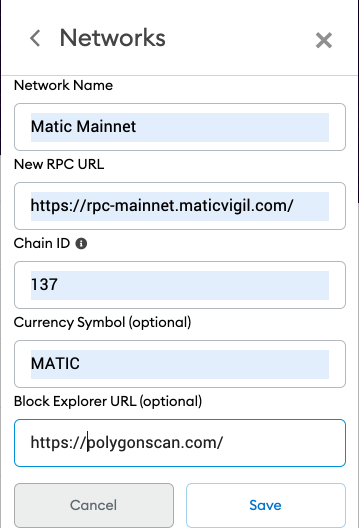 Networks
Network Name
Matic Mainnet
New RPC URL
https://rpc-mainnet.maticvigil.com/
Chain ID
137
Currency Symbol (optional)
MATIC
Block Explorer URL (optional)
https://polygonscan.com/
Cancel Save